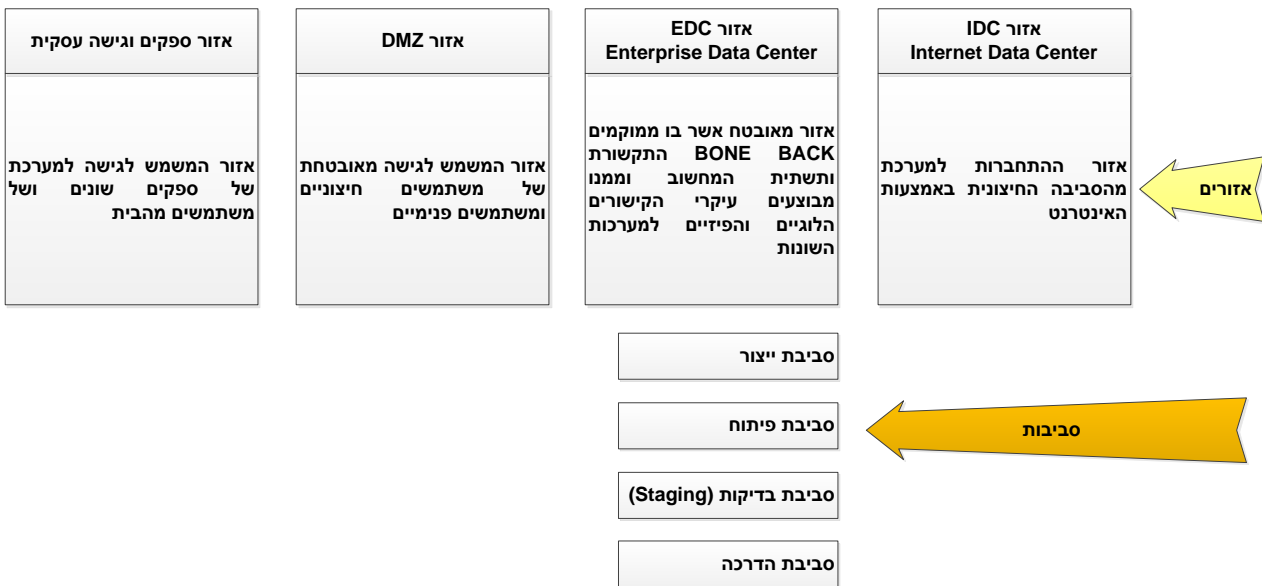 אזור IDC
Internet Data Center
אזור ההתחברות למערכת
מהסביבה החיצונית באמצעות
האינטרנט
אזור EDC
Enterprise Data Center
אזור מאובטח אשר בו ממוקמים
BONE BACK התקשורת
ותשתית המחשוב וממנו
מבוצעים עיקרי הקישורים
הלוגיים והפיזיים למערכות
השונות
אזור DMZ
אזור המשמש לגישה מאובטחת
של משתמשים חיצוניים
ומשתמשים פנימיים
אזור ספקים וגישה עסקית
אזור המשמש לגישה למערכת
של ספקים שונים ושל
משתמשים מהבית
אזורים
סביבת ייצור
סביבת פיתוח
סביבת בדיקות (Staging)
סביבת הדרכה
סביבות